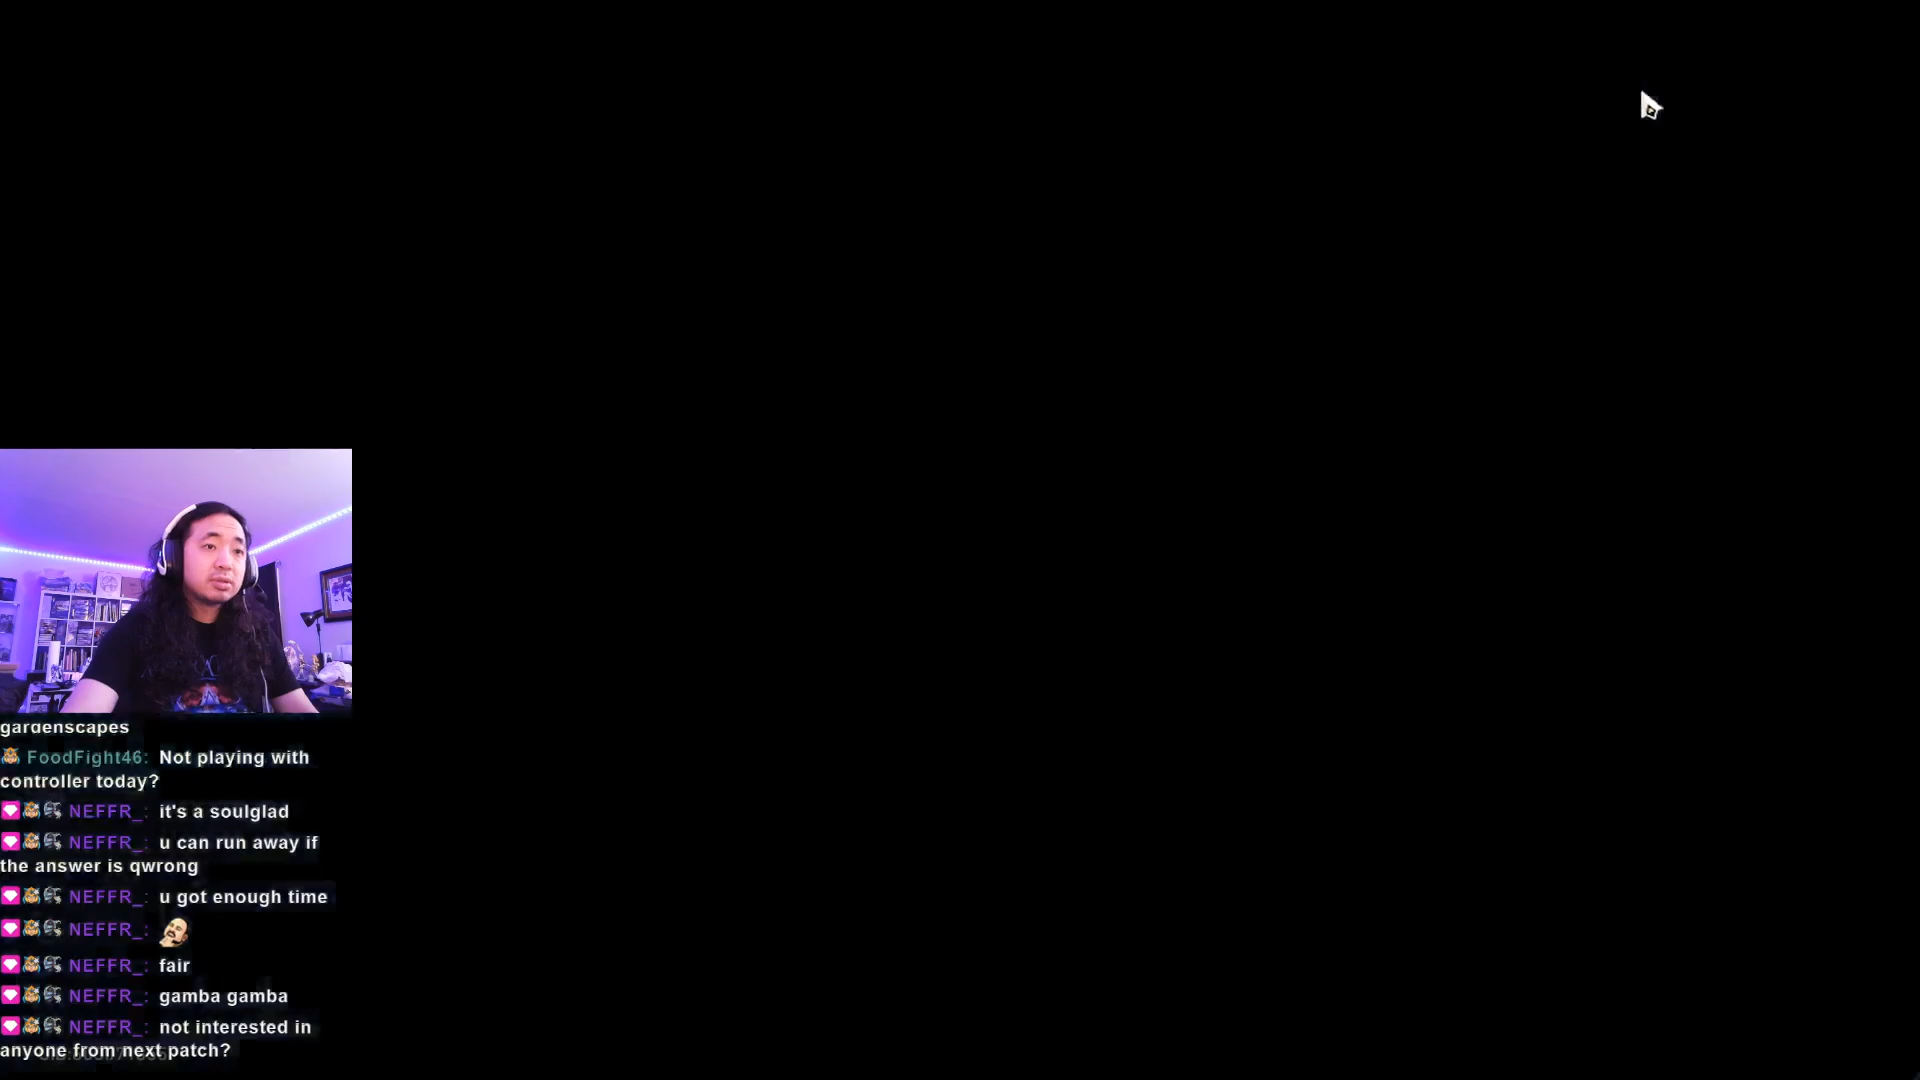 gardenscapes
FoodFight46: Not playing with
controller today?
NEFFR_: it's a soulglad
NEFFR_: u can run away if
the answer is qwrong
NEFFR_: u got enough time
NEFFR_:
NEFFR_: fair
NEFFR_: gamba gamba
NEFFR_: not interested in
anyone from next patch?